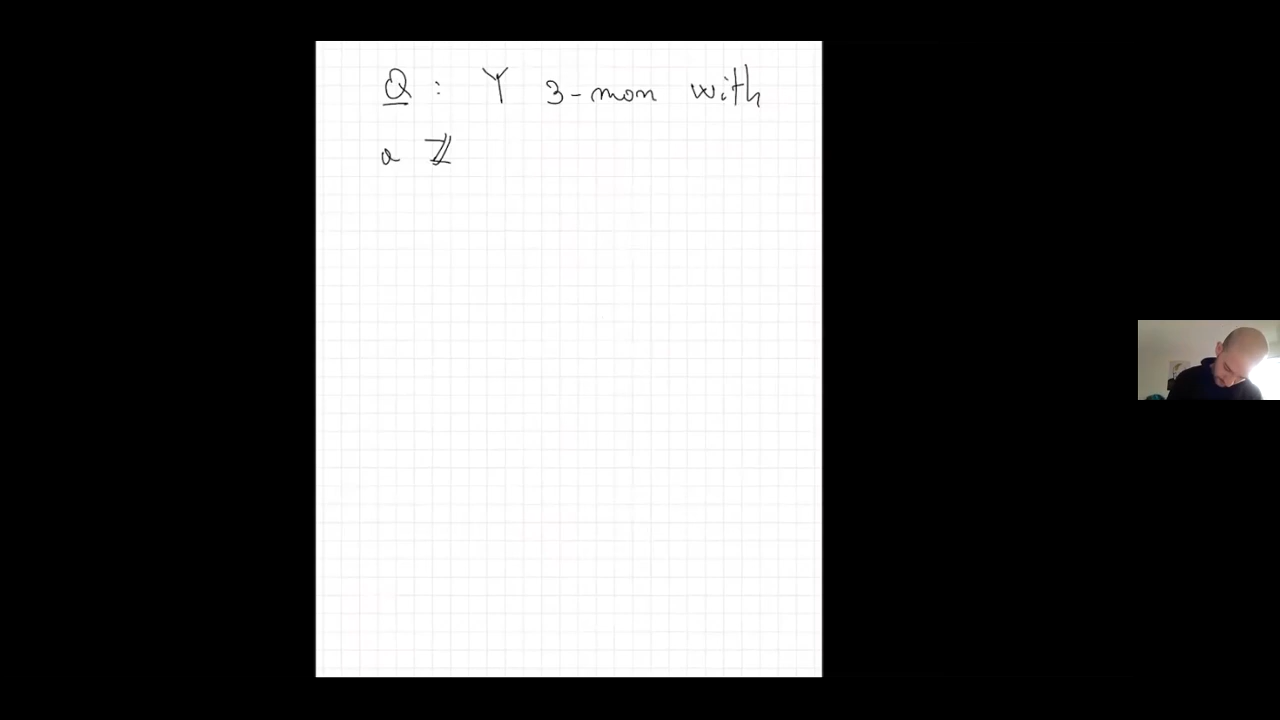 Q : Y 3-man with
a ℤ